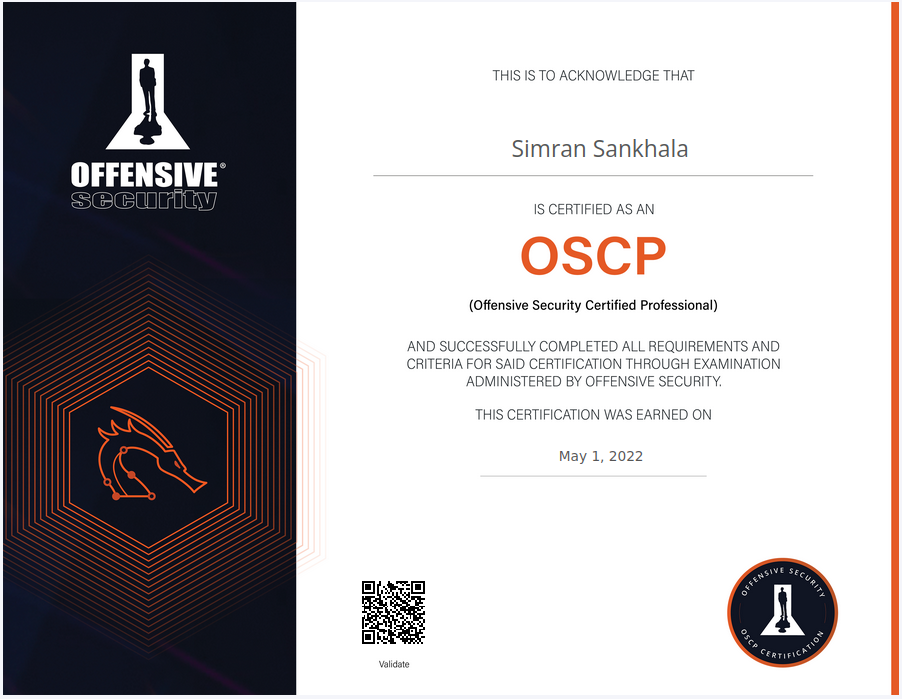 OFFENSIVE®
security
THIS IS TO ACKNOWLEDGE THAT
Simran Sankhala
IS CERTIFIED AS AN
OSCP
(Offensive Security Certified Professional)
AND SUCCESSFULLY COMPLETED ALL REQUIREMENTS AND
CRITERIA FOR SAID CERTIFICATION THROUGH EXAMINATION
ADMINISTERED BY OFFENSIVE SECURITY.
THIS CERTIFICATION WAS EARNED ON
May 1, 2022
Validate
OFFENSIVE SECURITY
OSCP CERTIFICATION